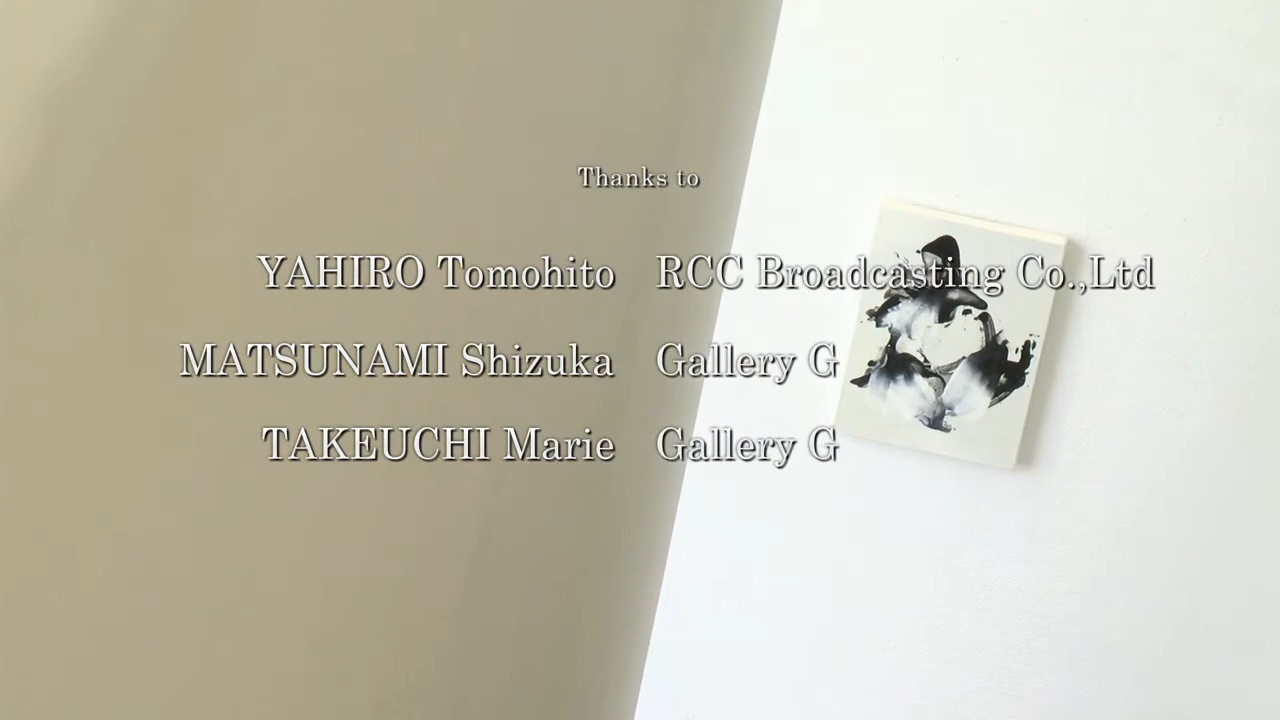 Thanks to
YAHIRO Tomohito RCC Broadcasting Co.,Ltd
MATSUNAMI Shizuka Gallery G
TAKEUCHI Marie Gallery G